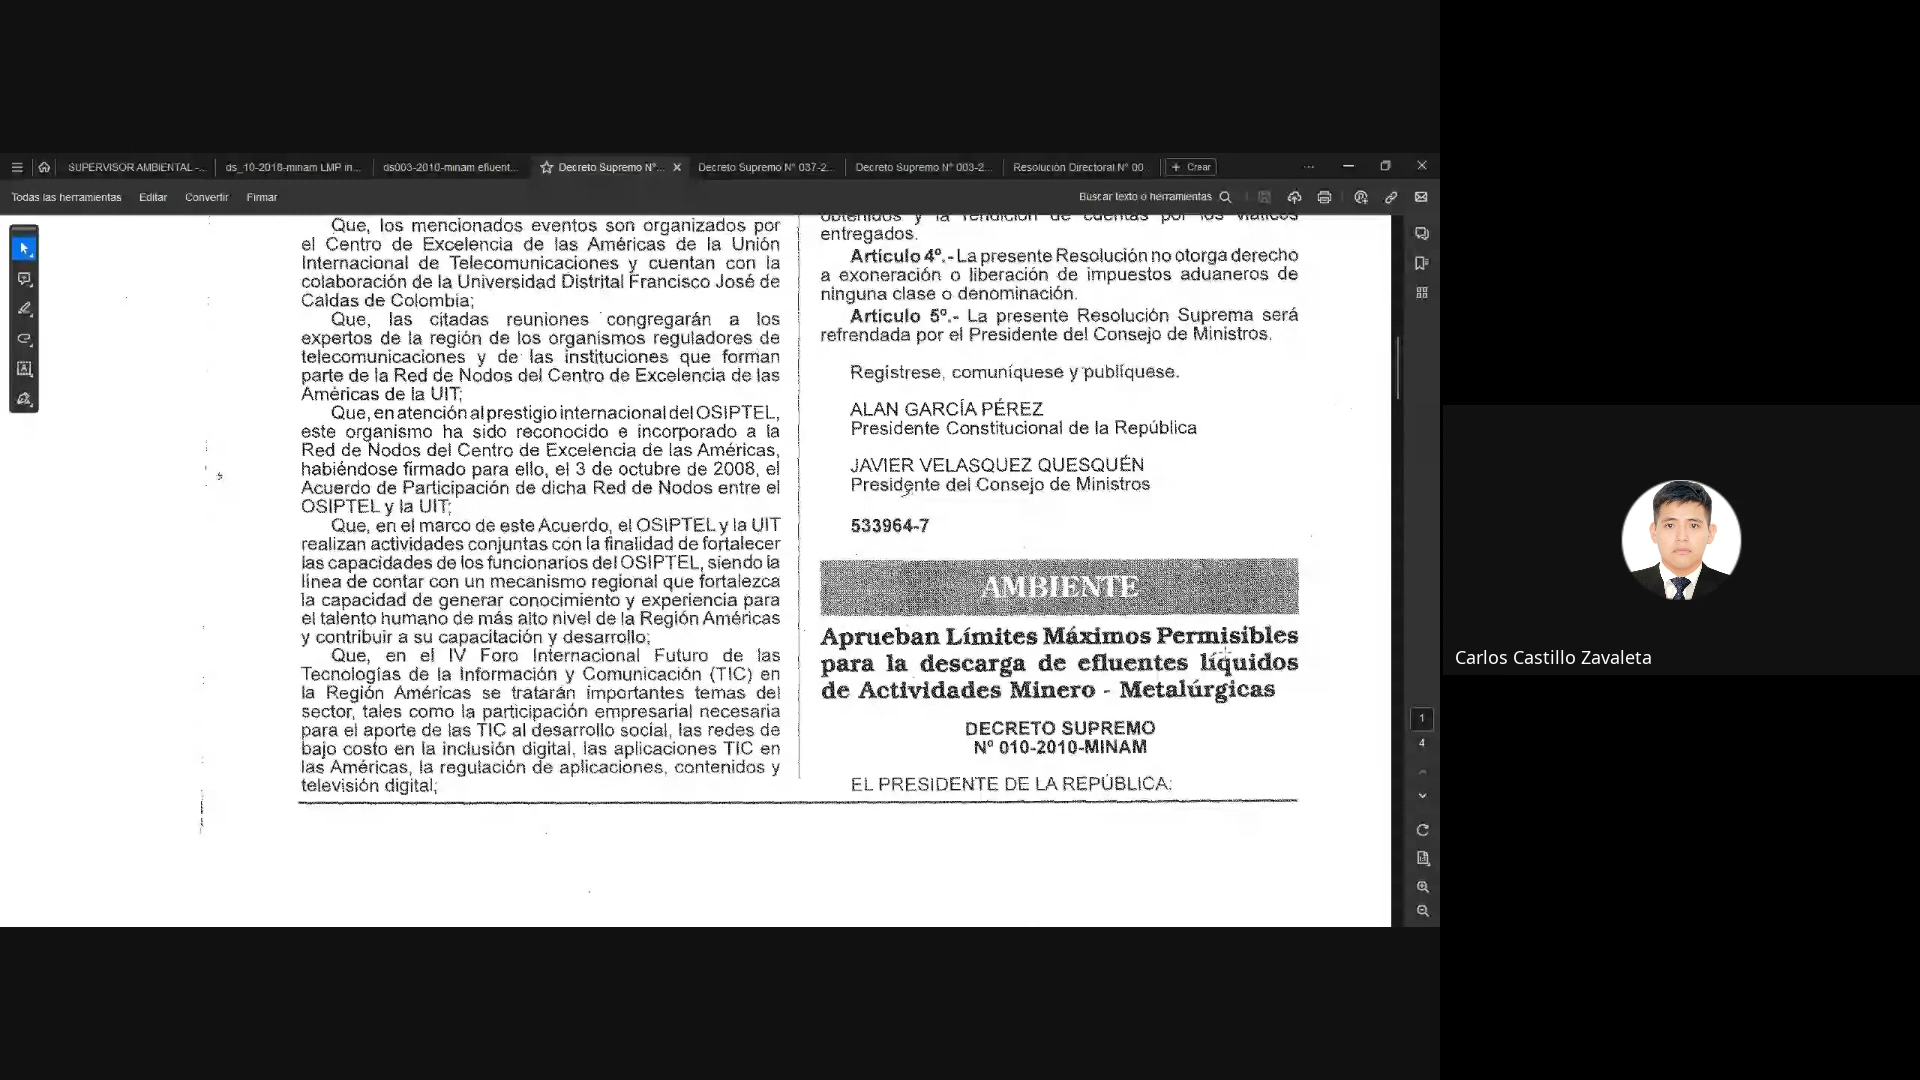 SUPERVISOR AMBIENTAL -...
ds_10-2018-minam LMP in...
ds003-2010-minam efluent...
Decreto Supremo N°...
Decreto Supremo N° 037-2...
Decreto Supremo N° 003-2...
Resolución Directoral N° 00
Crear
Todas las herramientas
Editar
Convertir
Firmar
Buscar texto o herramientas
Que, los mencionados eventos son organizados por
el Centro de Excelencia de las Américas de la Unión
Internacional de Telecomunicaciones y cuentan con la
colaboración de la Universidad Distrital Francisco José de
Caldas de Colombia;
Que, las citadas reuniones congregarán a los
expertos de la región de los organismos reguladores de
telecomunicaciones y de las instituciones que forman
parte de la Red de Nodos del Centro de Excelencia de las
Américas de la UIT;
Que, en atención al prestigio internacional del OSIPTEL,
este organismo ha sido reconocido e incorporado a la
Red de Nodos del Centro de Excelencia de las Américas,
habiéndose firmado para ello, el 3 de octubre de 2008, el
Acuerdo de Participación de dicha Red de Nodos entre el
OSIPTEL y la UIT;
Que, en el marco de este Acuerdo, el OSIPTEL y la UIT
realizan actividades conjuntas con la finalidad de fortalecer
las capacidades de los funcionarios del OSIPTEL, siendo la
línea de contar con un mecanismo regional que fortalezca
la capacidad de generar conocimiento y experiencia para
el talento humano de más alto nivel de la Región Américas
y contribuir a su capacitación y desarrollo;
Que, en el IV Foro Internacional Futuro de las
Tecnologías de la Información y Comunicación (TIC) en
la Región Américas se tratarán importantes temas del
sector, tales como la participación empresarial necesaria
para el aporte de las TIC al desarrollo social, las redes de
bajo costo en la inclusión digital, las aplicaciones TIC en
las Américas, la regulación de aplicaciones, contenidos y
televisión digital;
obtenidos y la rendición de cuentas por los viáticos
entregados.
Artículo 4º.- La presente Resolución no otorga derecho
a exoneración o liberación de impuestos aduaneros de
ninguna clase o denominación.
Artículo 5º.- La presente Resolución Suprema será
refrendada por el Presidente del Consejo de Ministros.
Regístrese, comuníquese y publíquese.
ALAN GARCÍA PÉREZ
Presidente Constitucional de la República
JAVIER VELASQUEZ QUESQUÉN
Presidente del Consejo de Ministros
533964-7
AMBIENTE
Aprueban Límites Máximos Permisibles
para la descarga de efluentes líquidos
de Actividades Minero - Metalúrgicas
DECRETO SUPREMO
Nº 010-2010-MINAM
EL PRESIDENTE DE LA REPÚBLICA:
1
4
Carlos Castillo Zavaleta